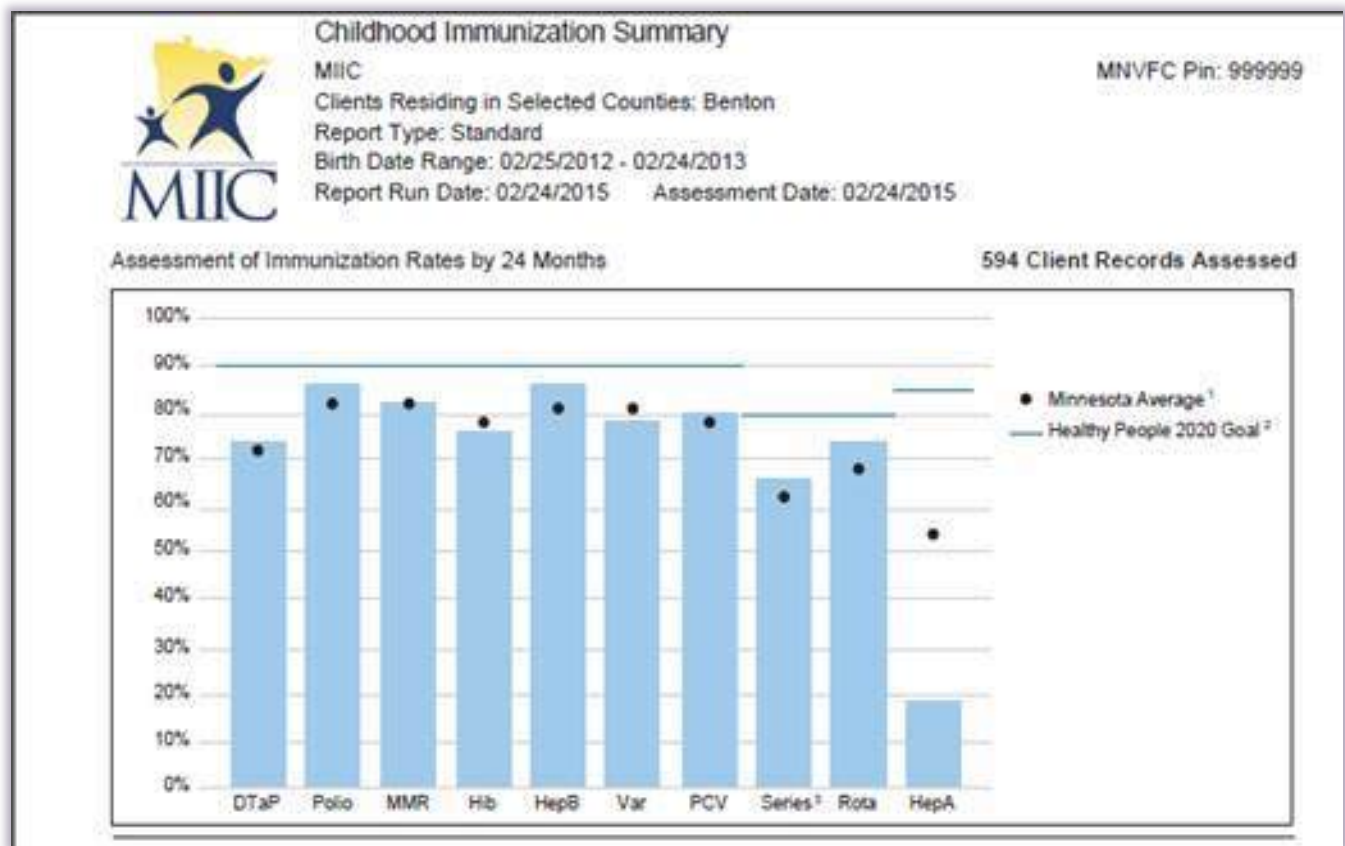 Childhood Immunization Summary
MIIC
MNVFC Pin: 999999
Clients Residing in Selected Counties: Benton
Report Type: Standard
Birth Date Range: 02/25/2012 - 02/24/2013
Report Run Date: 02/24/2015 Assessment Date: 02/24/2015
MIIC
Assessment of Immunization Rates by 24 Months
594 Client Records Assessed
100%
90%
80%
70%
60%
50%
40%
30%
20%
10%
0%
DTaP Polio MMR Hib HepB Var PCV Series³ Rota HepA
Minnesota Average ¹
Healthy People 2020 Goal ²